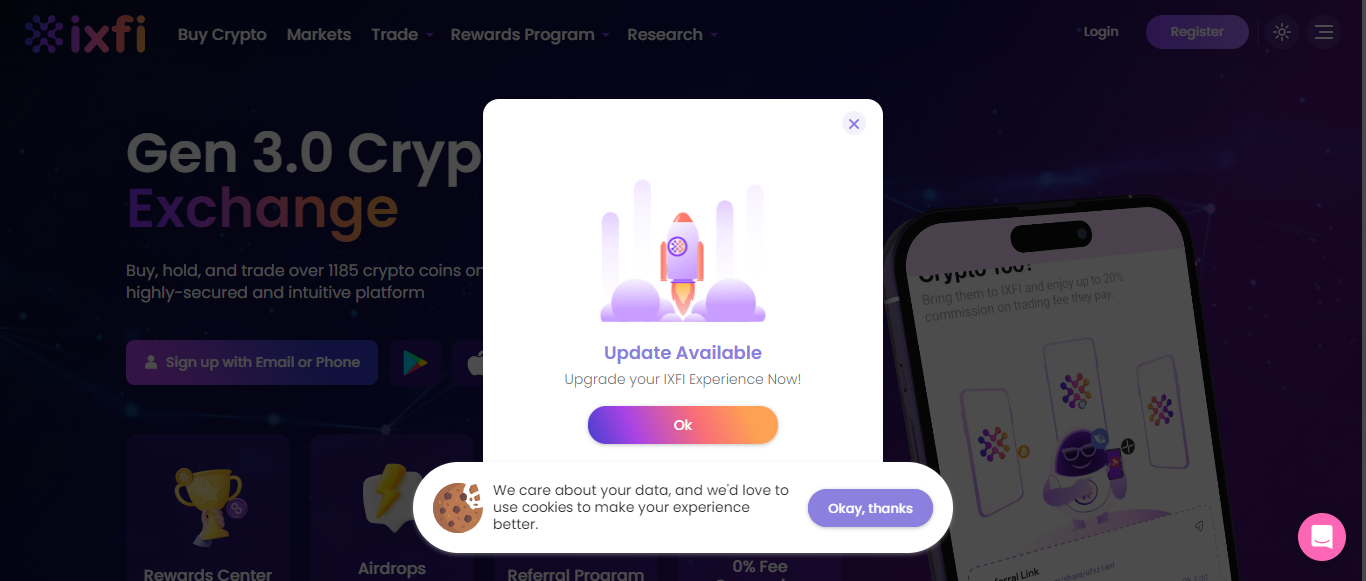 ixfi
Buy Crypto Markets Trade Rewards Program Research
Login Register
Gen 3.0 Cryp
Exchange
Buy, hold, and trade over 1185 crypto coins on
highly-secured and intuitive platform
Sign up with Email or Phone
Update Available
Upgrade your IXFI Experience Now!
Ok
We care about your data, and we'd love to
use cookies to make your experience
better.
Okay, thanks
Rewards Center
Airdrops
Referral Program
0% Fee
Crypto Too?
Bring them to IXFI and enjoy up to 20%
commission on trading fee they pay.
Referral Link